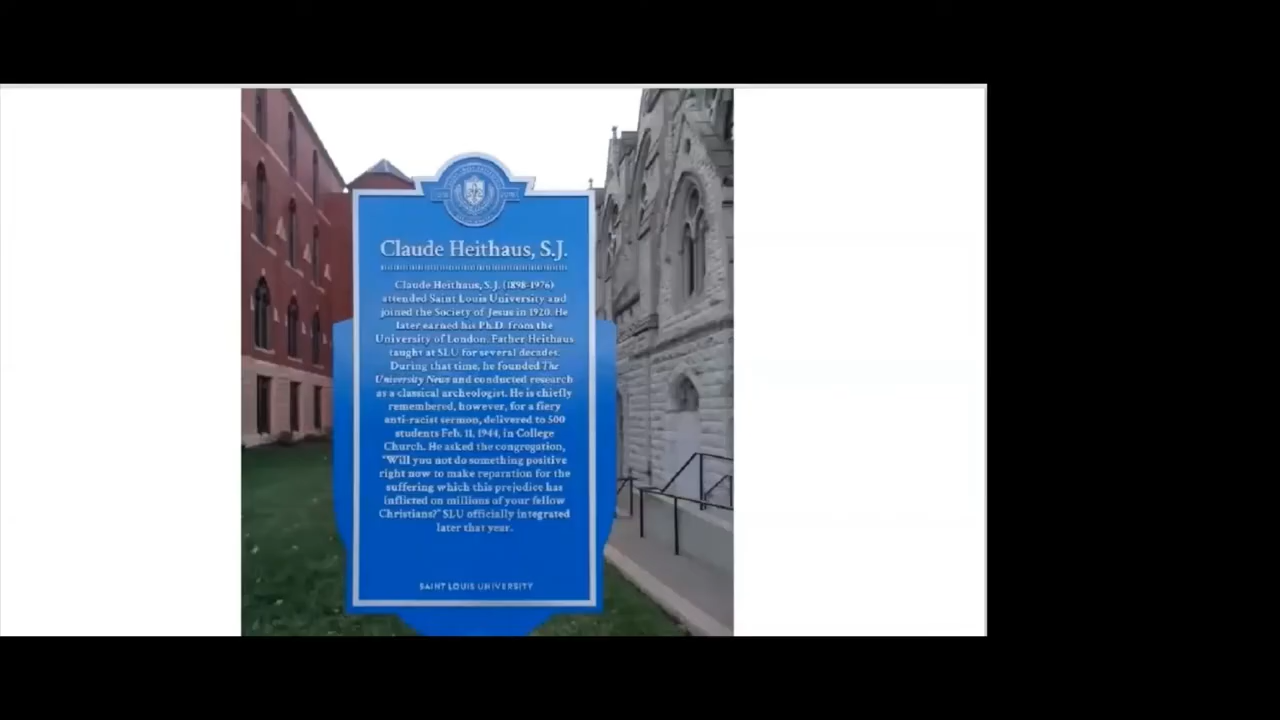 Claude Heithaus, S.J.
Claude Heithaus, S.J. (1898-1976)
attended Saint Louis University and
joined the Society of Jesus in 1920. He
later earned his Ph.D. from the
University of London. Father Heithaus
taught at SLU for several decades.
During that time, he founded The
University News and conducted research
as a classical archeologist. He is chiefly
remembered, however, for a fiery
anti-racist sermon, delivered to 500
students Feb. 11, 1944, in College
Church. He asked the congregation,
"Will you not do something positive
right now to make reparation for the
suffering which this prejudice has
inflicted on millions of your fellow
Christians?" SLU officially integrated
later that year.
SAINT LOUIS UNIVERSITY